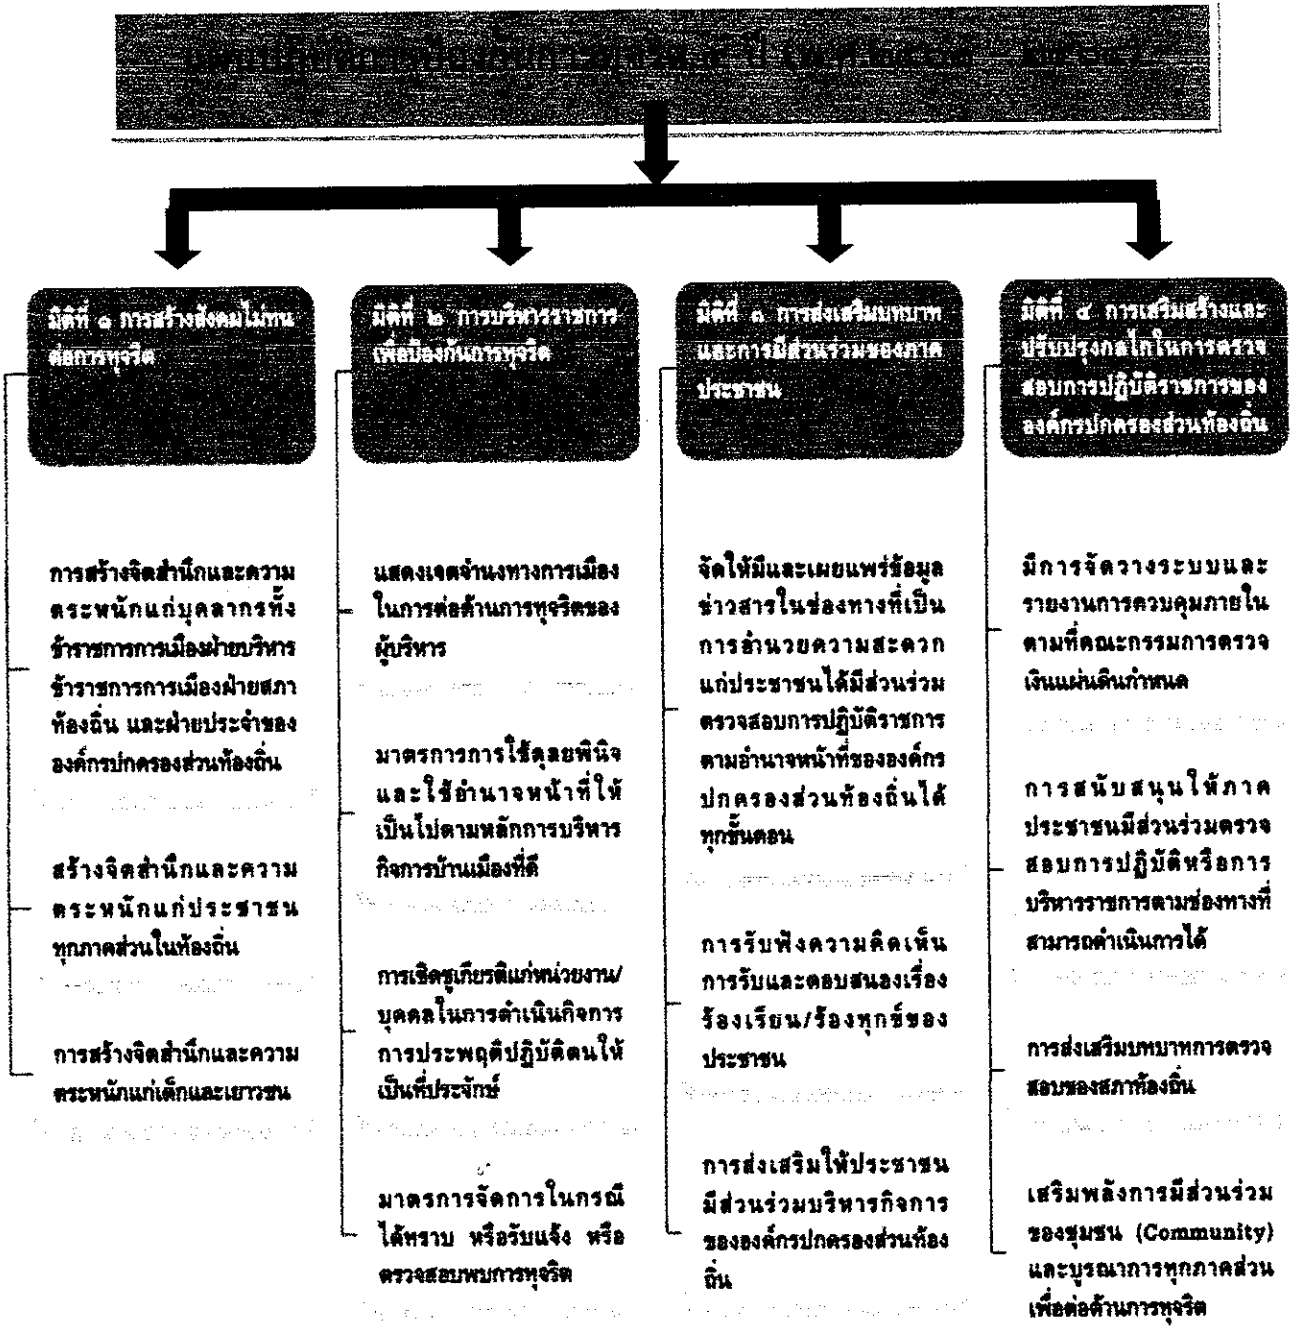 มิติที่ ๑ การสร้างสังคมไม่ทน
ต่อการทุจริต
มิติที่ ๒ การบริหารราชการ
เพื่อป้องกันการทุจริต
มิติที่ ๓ การส่งเสริมบทบาท
และการมีส่วนร่วมของภาค
ประชาชน
มิติที่ ๔ การเสริมสร้างและ
ปรับปรุงกลไกในการตรวจ
สอบการปฏิบัติราชการของ
องค์กรปกครองส่วนท้องถิ่น
การสร้างจิตสำนึกและความ
ตระหนักแก่บุคลากรทั้ง
ข้าราชการการเมืองฝ่ายบริหาร
ข้าราชการการเมืองฝ่ายสภา
ท้องถิ่น และฝ่ายประจำของ
องค์กรปกครองส่วนท้องถิ่น
สร้างจิตสำนึกและความ
ตระหนักแก่ประชาชน
ทุกภาคส่วนในท้องถิ่น
การสร้างจิตสำนึกและความ
ตระหนักแก่เด็กและเยาวชน
แสดงเจตจำนงทางการเมือง
ในการต่อต้านการทุจริตของ
ผู้บริหาร
มาตรการการใช้ดุลยพินิจ
และใช้อำนาจหน้าที่ให้
เป็นไปตามหลักการบริหาร
กิจการบ้านเมืองที่ดี
การเชิดชูเกียรติแก่หน่วยงาน/
บุคคลในการดำเนินกิจการ
การประพฤติปฏิบัติตนให้
เป็นที่ประจักษ์
มาตรการจัดการในกรณี
ได้ทราบ หรือรับแจ้ง หรือ
ตรวจสอบพบการทุจริต
จัดให้มีและเผยแพร่ข้อมูล
ข่าวสารในช่องทางที่เป็น
การอำนวยความสะดวก
แก่ประชาชนได้มีส่วนร่วม
ตรวจสอบการปฏิบัติราชการ
ตามอำนาจหน้าที่ขององค์กร
ปกครองส่วนท้องถิ่นได้
ทุกขั้นตอน
การรับฟังความคิดเห็น
การรับและตอบสนองเรื่อง
ร้องเรียน/ร้องทุกข์ของ
ประชาชน
การส่งเสริมให้ประชาชน
มีส่วนร่วมบริหารกิจการ
ขององค์กรปกครองส่วนท้อง
ถิ่น
มีการจัดวางระบบและ
รายงานการควบคุมภายใน
ตามที่คณะกรรมการตรวจ
เงินแผ่นดินกำหนด
การสนับสนุนให้ภาค
ประชาชนมีส่วนร่วมตรวจ
สอบการปฏิบัติหรือการ
บริหารราชการตามช่องทางที่
สามารถดำเนินการได้
การส่งเสริมบทบาทการตรวจ
สอบของสภาท้องถิ่น
เสริมพลังการมีส่วนร่วม
ของชุมชน (Community)
และบูรณาการทุกภาคส่วน
เพื่อต่อต้านการทุจริต